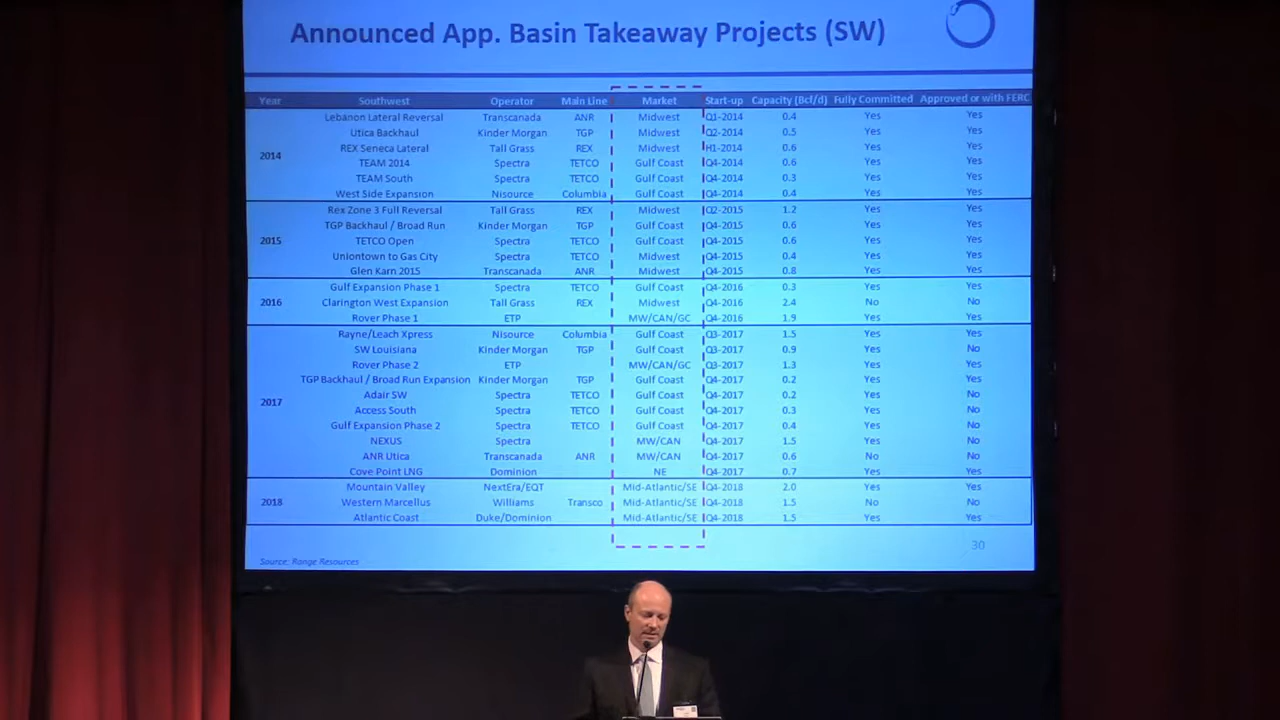 Announced App. Basin Takeaway Projects (SW)
Year Southwest Operator Main Line Market Start-up Capacity (Bcf/d) Fully Committed Approved or with FERC
Lebanon Lateral Reversal Transcanada ANR Midwest Q1-2014 0.4 Yes Yes
Utica Backhaul Kinder Morgan TGP Midwest Q2-2014 0.5 Yes Yes
2014 REX Seneca Lateral Tall Grass REX Midwest H1-2014 0.6 Yes Yes
TEAM 2014 Spectra TETCO Gulf Coast Q4-2014 0.6 Yes Yes
TEAM South Spectra TETCO Gulf Coast Q4-2014 0.3 Yes Yes
West Side Expansion Nisource Columbia Gulf Coast Q4-2014 0.4 Yes Yes
Rex Zone 3 Full Reversal Tall Grass REX Midwest Q2-2015 1.2 Yes Yes
TGP Backhaul / Broad Run Kinder Morgan TGP Gulf Coast Q4-2015 0.6 Yes Yes
2015 TETCO Open Spectra TETCO Gulf Coast Q4-2015 0.6 Yes Yes
Uniontown to Gas City Spectra TETCO Midwest Q4-2015 0.4 Yes Yes
Glen Karn 2015 Transcanada ANR Midwest Q4-2015 0.8 Yes Yes
Gulf Expansion Phase 1 Spectra TETCO Gulf Coast Q4-2016 0.3 Yes Yes
2016 Clarington West Expansion Tall Grass REX Midwest Q4-2016 2.4 No No
Rover Phase 1 ETP MW/CAN/GC Q4-2016 1.9 Yes Yes
Rayne/Leach Xpress Nisource Columbia Gulf Coast Q3-2017 1.5 Yes Yes
SW Louisiana Kinder Morgan TGP Gulf Coast Q3-2017 0.9 Yes No
Rover Phase 2 ETP MW/CAN/GC Q3-2017 1.3 Yes Yes
TGP Backhaul / Broad Run Expansion Kinder Morgan TGP Gulf Coast Q4-2017 0.2 Yes Yes
2017 Adair SW Spectra TETCO Gulf Coast Q4-2017 0.2 Yes No
Access South Spectra TETCO Gulf Coast Q4-2017 0.3 Yes No
Gulf Expansion Phase 2 Spectra TETCO Gulf Coast Q4-2017 0.4 Yes No
NEXUS Spectra MW/CAN Q4-2017 1.5 Yes No
ANR Utica Transcanada ANR MW/CAN Q4-2017 0.6 No No
Cove Point LNG Dominion NE Q4-2017 0.7 Yes Yes
Mountain Valley NextEra/EQT Mid-Atlantic/SE Q4-2018 2.0 Yes Yes
2018 Western Marcellus Williams Transco Mid-Atlantic/SE Q4-2018 1.5 No No
Atlantic Coast Duke/Dominion Mid-Atlantic/SE Q4-2018 1.5 Yes Yes
30
Source: Range Resources